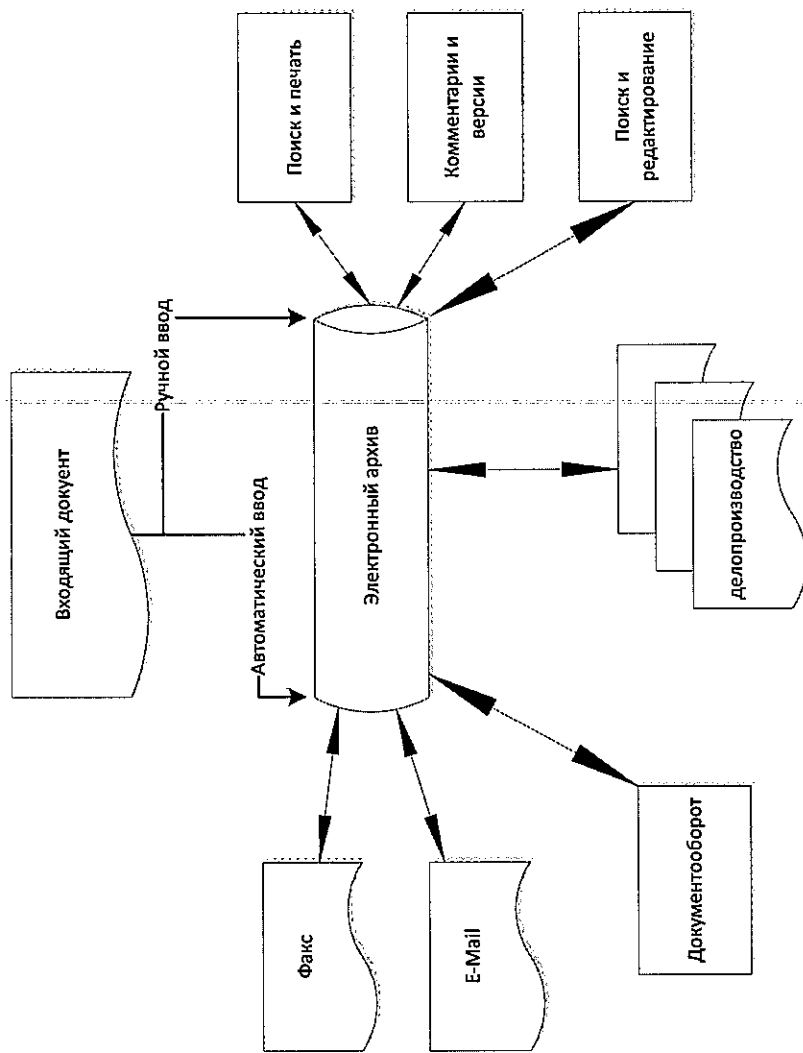 Входящий докуент
Ручной ввод
Автоматический ввод
Факс
E-Mail
Электронный архив
Поиск и печать
Комментарии и
версии
Поиск и
редактирование
Документооборот
делопроизводство